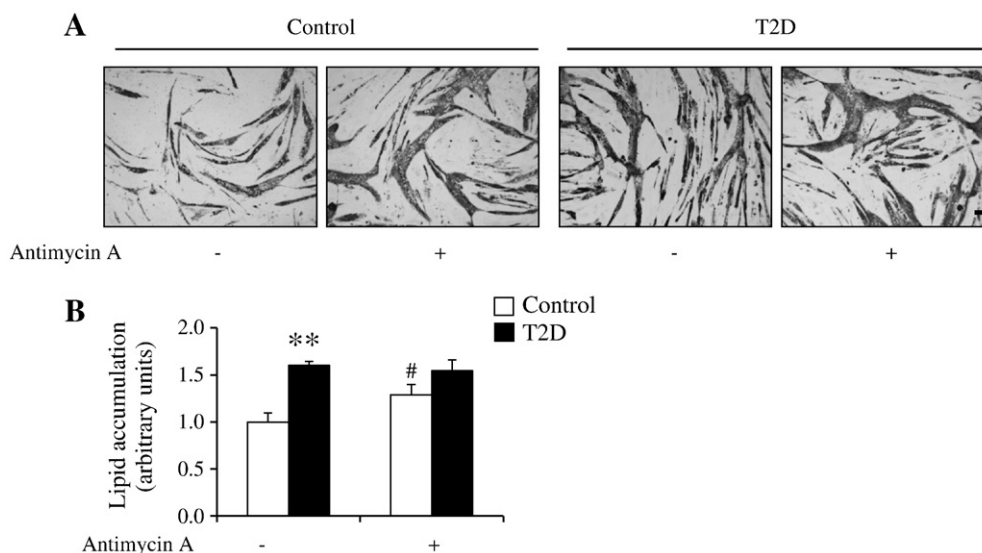 A
Control
T2D
Antimycin A - + - +
B
Control
T2D
Lipid accumulation
(arbitrary units)
2.0
**
1.5
#
1.0
0.5
0.0
Antimycin A - +